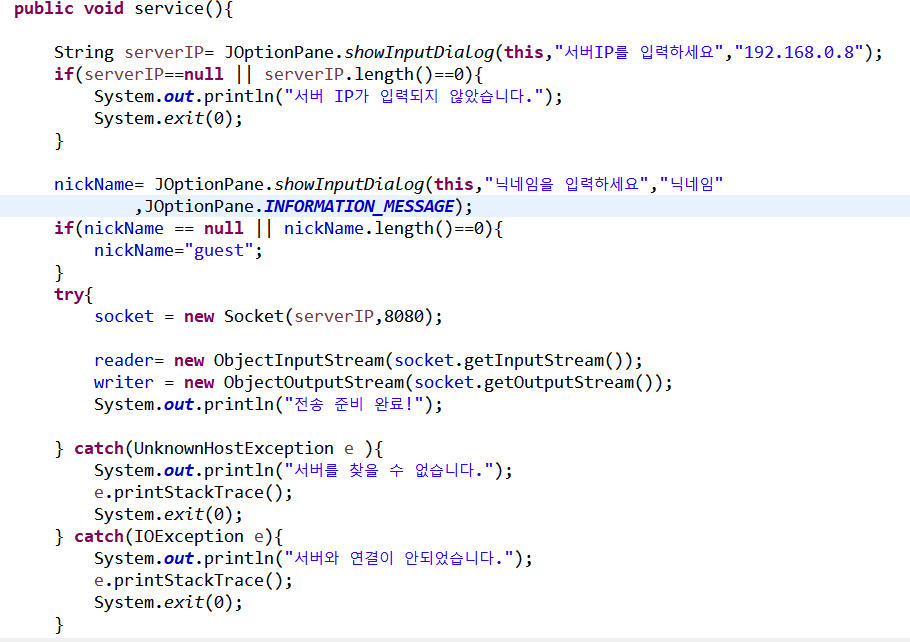 public void service(){
String serverIP= JOptionPane.showInputDialog(this,"서버IP를 입력하세요","192.168.0.8");
if(serverIP==null || serverIP.length()==0){
System.out.println("서버 IP가 입력되지 않았습니다.");
System.exit(0);
}
nickName= JOptionPane.showInputDialog(this,"닉네임을 입력하세요","닉네임"
,JOptionPane.INFORMATION_MESSAGE);
if(nickName == null || nickName.length()==0){
nickName="guest";
}
try{
socket = new Socket(serverIP,8080);
reader= new ObjectInputStream(socket.getInputStream());
writer = new ObjectOutputStream(socket.getOutputStream());
System.out.println("전송 준비 완료!");
} catch(UnknownHostException e ){
System.out.println("서버를 찾을 수 없습니다.");
e.printStackTrace();
System.exit(0);
} catch(IOException e){
System.out.println("서버와 연결이 안되었습니다.");
e.printStackTrace();
System.exit(0);
}